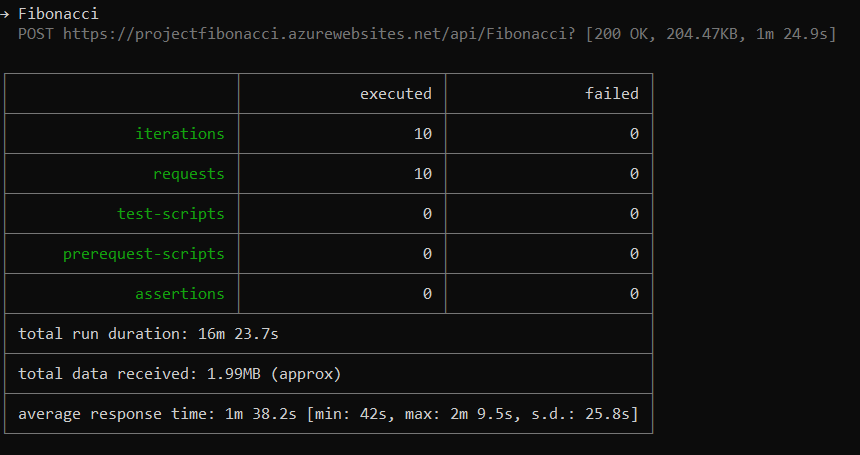 → Fibonacci
POST https://projectfibonacci.azurewebsites.net/api/Fibonacci? [200 OK, 204.47KB, 1m 24.9s]
executed failed
iterations 10 0
requests 10 0
test-scripts 0 0
prerequest-scripts 0 0
assertions 0 0
total run duration: 16m 23.7s
total data received: 1.99MB (approx)
average response time: 1m 38.2s [min: 42s, max: 2m 9.5s, s.d.: 25.8s]